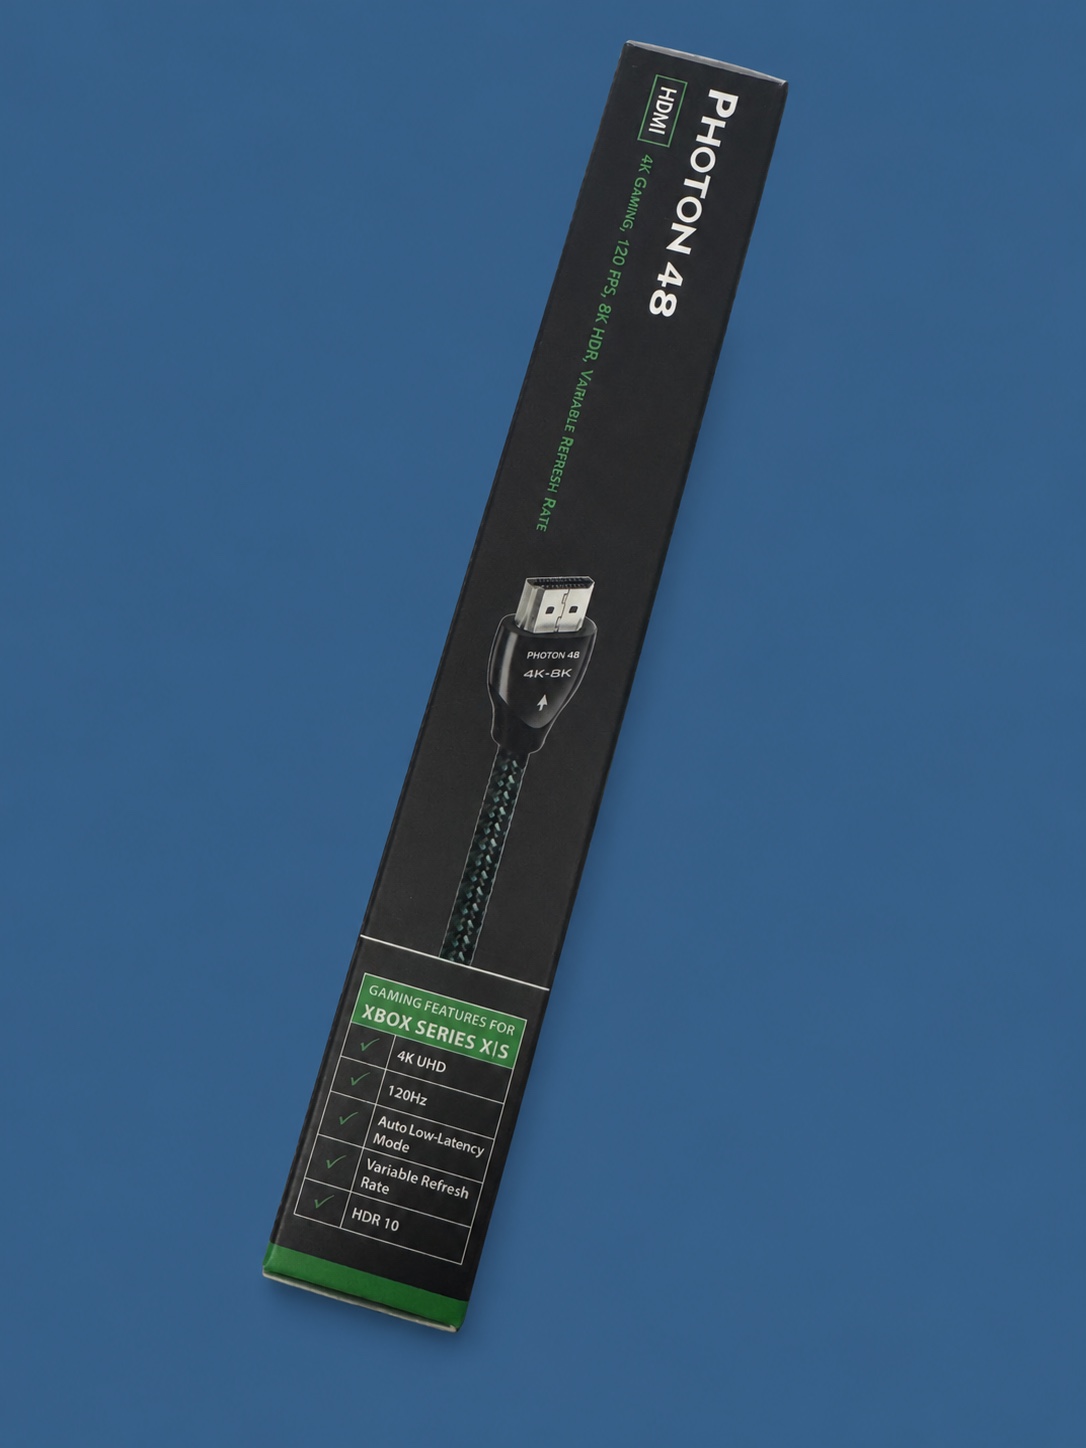 PHOTON 48
HDMI
4K GAMING, 120 FPS, 8K HDR, VARIABLE REFRESH RATE
PHOTON 48
4K-8K
GAMING FEATURES FOR
XBOX SERIES X|S
4K UHD
120Hz
Auto Low-Latency
Mode
Variable Refresh
Rate
HDR 10